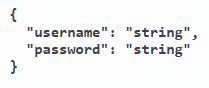 {
  "username": "string",
  "password": "string"
}